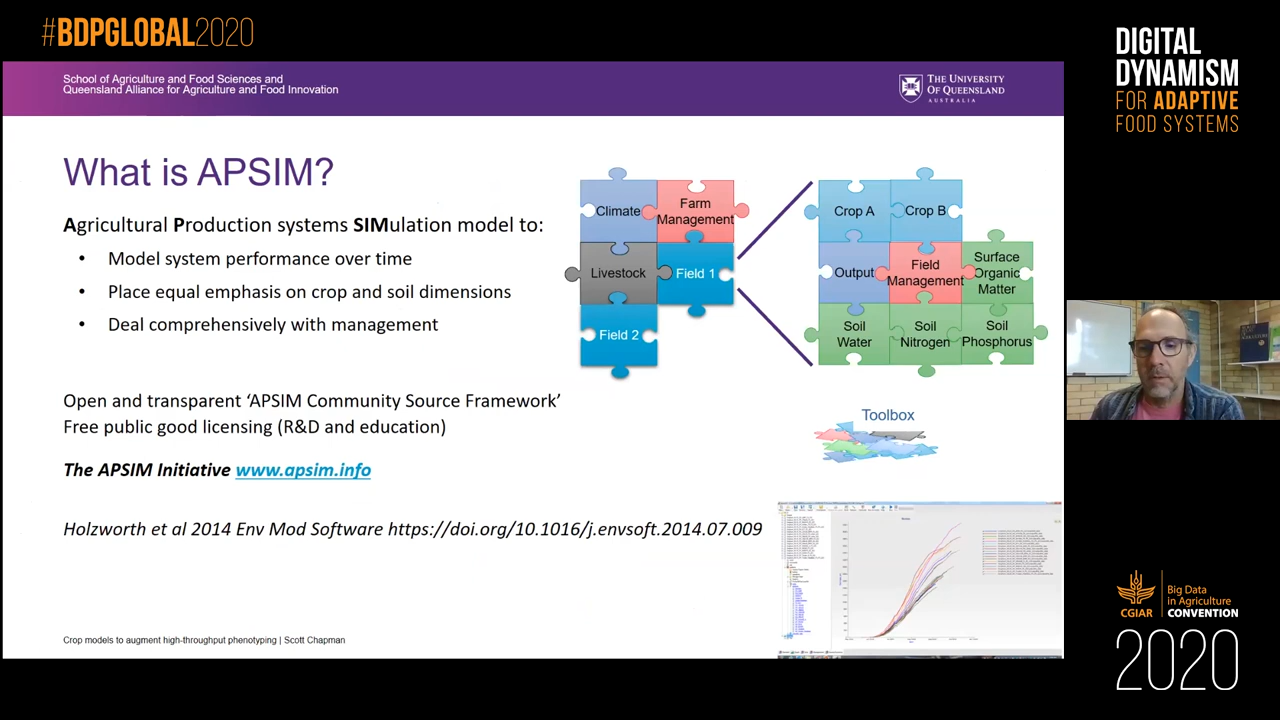 #BDPGLOBAL2020
DIGITAL
DYNAMISM
FOR ADAPTIVE
FOOD SYSTEMS
School of Agriculture and Food Sciences and
Queensland Alliance for Agriculture and Food Innovation
THE UNIVERSITY
OF QUEENSLAND
AUSTRALIA
What is APSIM?
Agricultural Production systems SIMulation model to:
• Model system performance over time
• Place equal emphasis on crop and soil dimensions
• Deal comprehensively with management
Open and transparent ‘APSIM Community Source Framework’
Free public good licensing (R&D and education)
The APSIM Initiative www.apsim.info
Holzworth et al 2014 Env Mod Software https://doi.org/10.1016/j.envsoft.2014.07.009
Climate
Farm
Management
Livestock
Field 1
Field 2
Crop A
Crop B
Output
Field
Management
Surface
Organic
Matter
Soil
Water
Soil
Nitrogen
Soil
Phosphorus
Toolbox
Crop models to augment high-throughput phenotyping | Scott Chapman
CGIAR
Big Data
in Agriculture
CONVENTION
2020